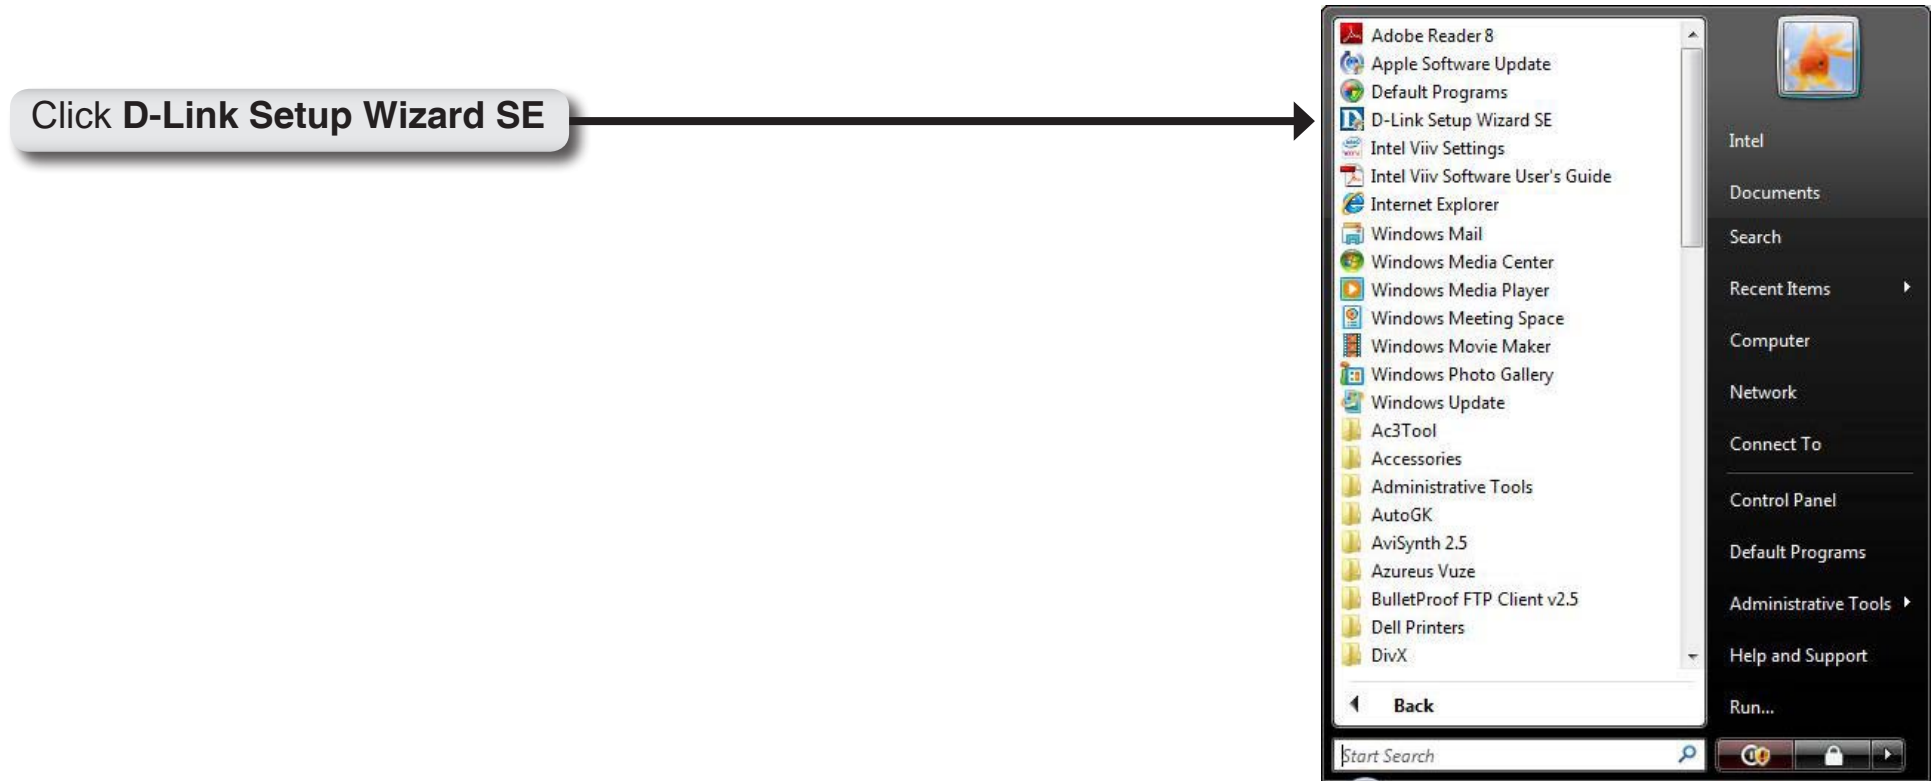 Click D-Link Setup Wizard SE
Adobe Reader 8
Apple Software Update
Default Programs
D-Link Setup Wizard SE
Intel Viiv Settings
Intel Viiv Software User's Guide
Internet Explorer
Windows Mail
Windows Media Center
Windows Media Player
Windows Meeting Space
Windows Movie Maker
Windows Photo Gallery
Windows Update
Ac3Tool
Accessories
Administrative Tools
AutoGK
AviSynth 2.5
Azureus Vuze
BulletProof FTP Client v2.5
Dell Printers
DivX
Back
Start Search
Intel
Documents
Search
Recent Items
Computer
Network
Connect To
Control Panel
Default Programs
Administrative Tools
Help and Support
Run...